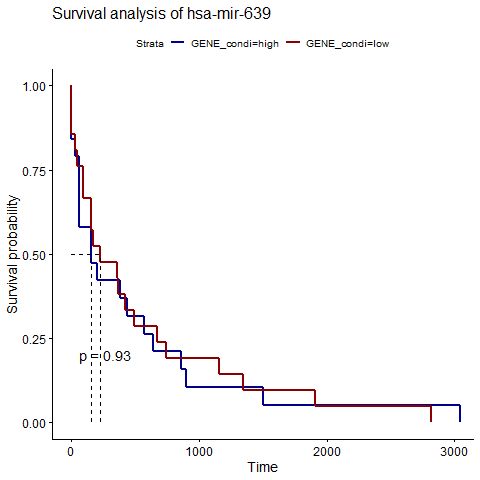 Survival analysis of hsa-mir-639
Strata GENE_condi=high GENE_condi=low
Survival probability
1.00
0.75
0.50
0.25
0.00
p = 0.93
0 1000 2000 3000
Time